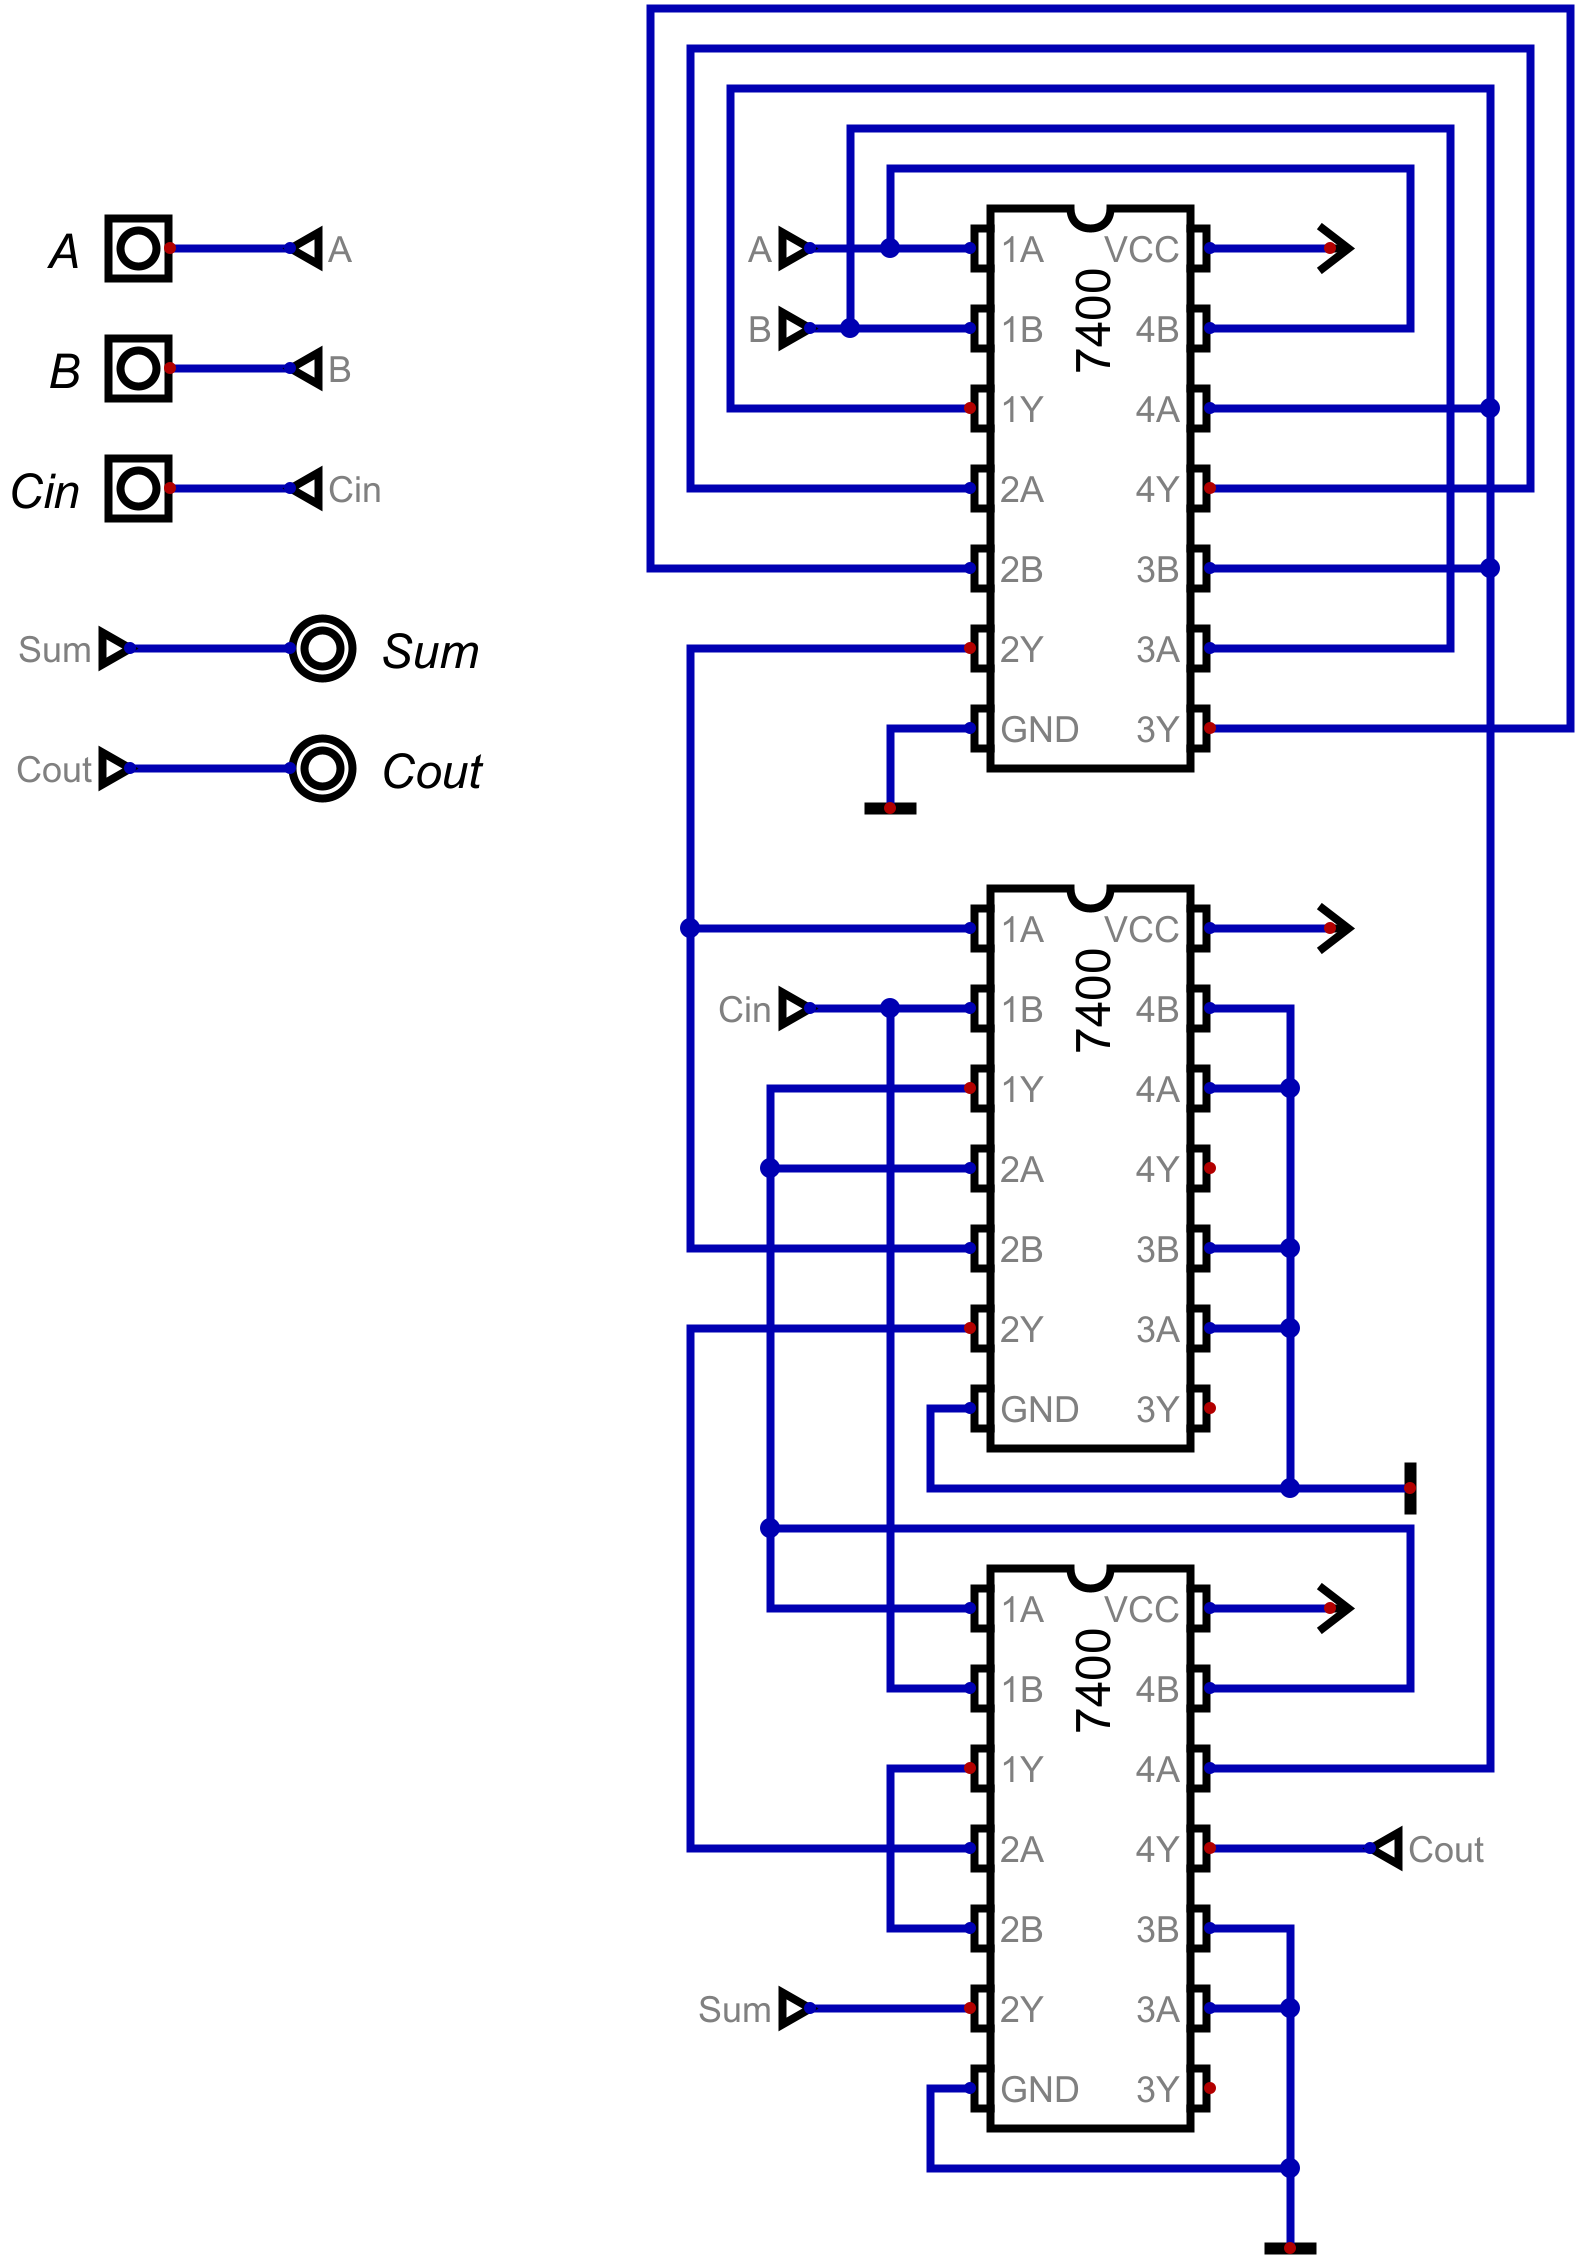 A A
B B
Cin Cin
Sum Sum
Cout Cout
A 1A VCC
B 1B 4B
1Y 4A
2A 4Y
2B 3B
2Y 3A
GND 3Y
7400
1A VCC
Cin 1B 4B
1Y 4A
2A 4Y
2B 3B
2Y 3A
GND 3Y
7400
1A VCC
1B 4B
1Y 4A
2A 4Y Cout
2B 3B
Sum 2Y 3A
GND 3Y
7400